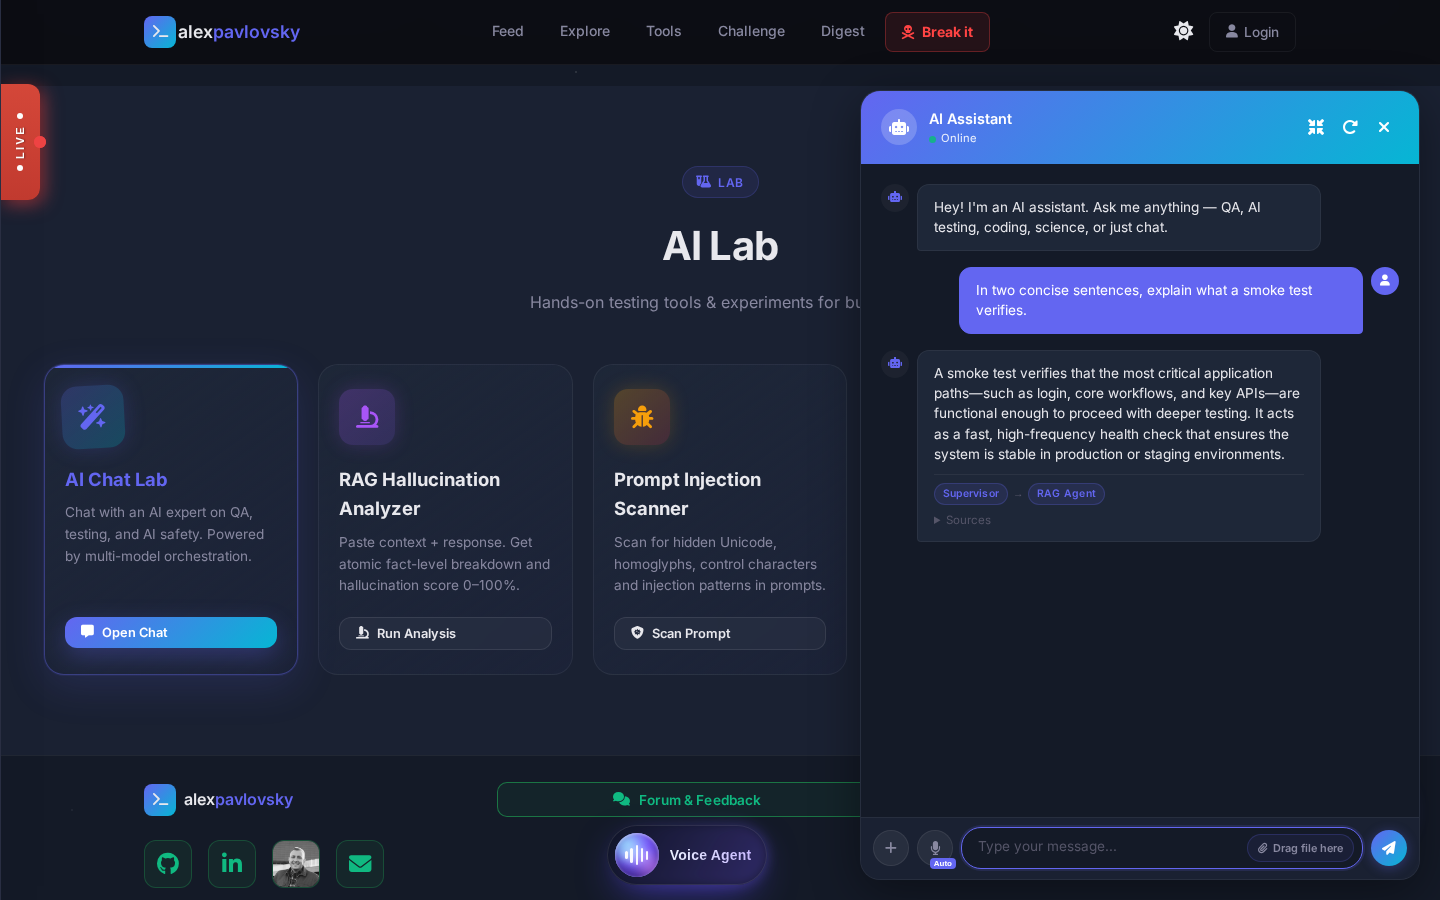 alexpavlovsky
Feed
Explore
Tools
Challenge
Digest
Break it
Login
LIVE
LAB
AI Lab
Hands-on testing tools & experiments for bu
AI Chat Lab
Chat with an AI expert on QA,
testing, and AI safety. Powered
by multi-model orchestration.
Open Chat
RAG Hallucination
Analyzer
Paste context + response. Get
atomic fact-level breakdown and
hallucination score 0–100%.
Run Analysis
Prompt Injection
Scanner
Scan for hidden Unicode,
homoglyphs, control characters
and injection patterns in prompts.
Scan Prompt
AI Assistant
Online
Hey! I'm an AI assistant. Ask me anything — QA, AI
testing, coding, science, or just chat.
In two concise sentences, explain what a smoke test
verifies.
A smoke test verifies that the most critical application
paths—such as login, core workflows, and key APIs—are
functional enough to proceed with deeper testing. It acts
as a fast, high-frequency health check that ensures the
system is stable in production or staging environments.
Supervisor → RAG Agent
Sources
Type your message...
Drag file here
Auto
alexpavlovsky
Forum & Feedback
Voice Agent